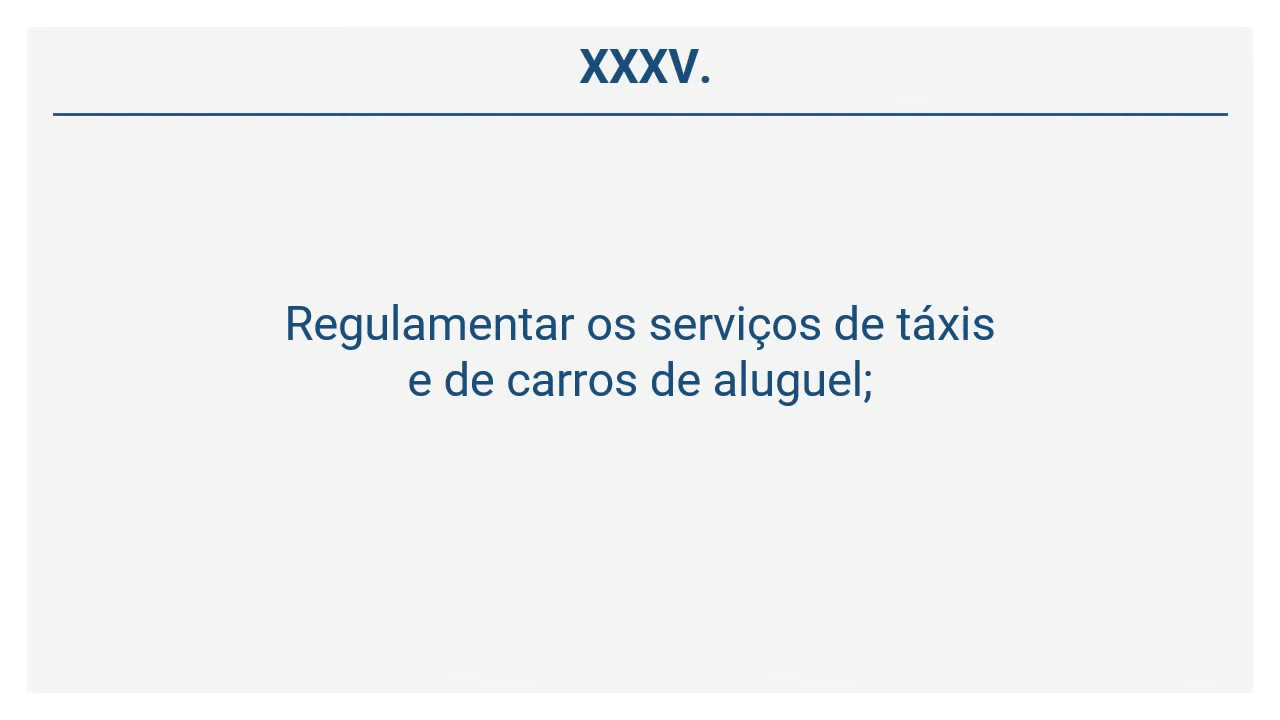 XXXV.
Regulamentar os serviços de táxis
e de carros de aluguel;